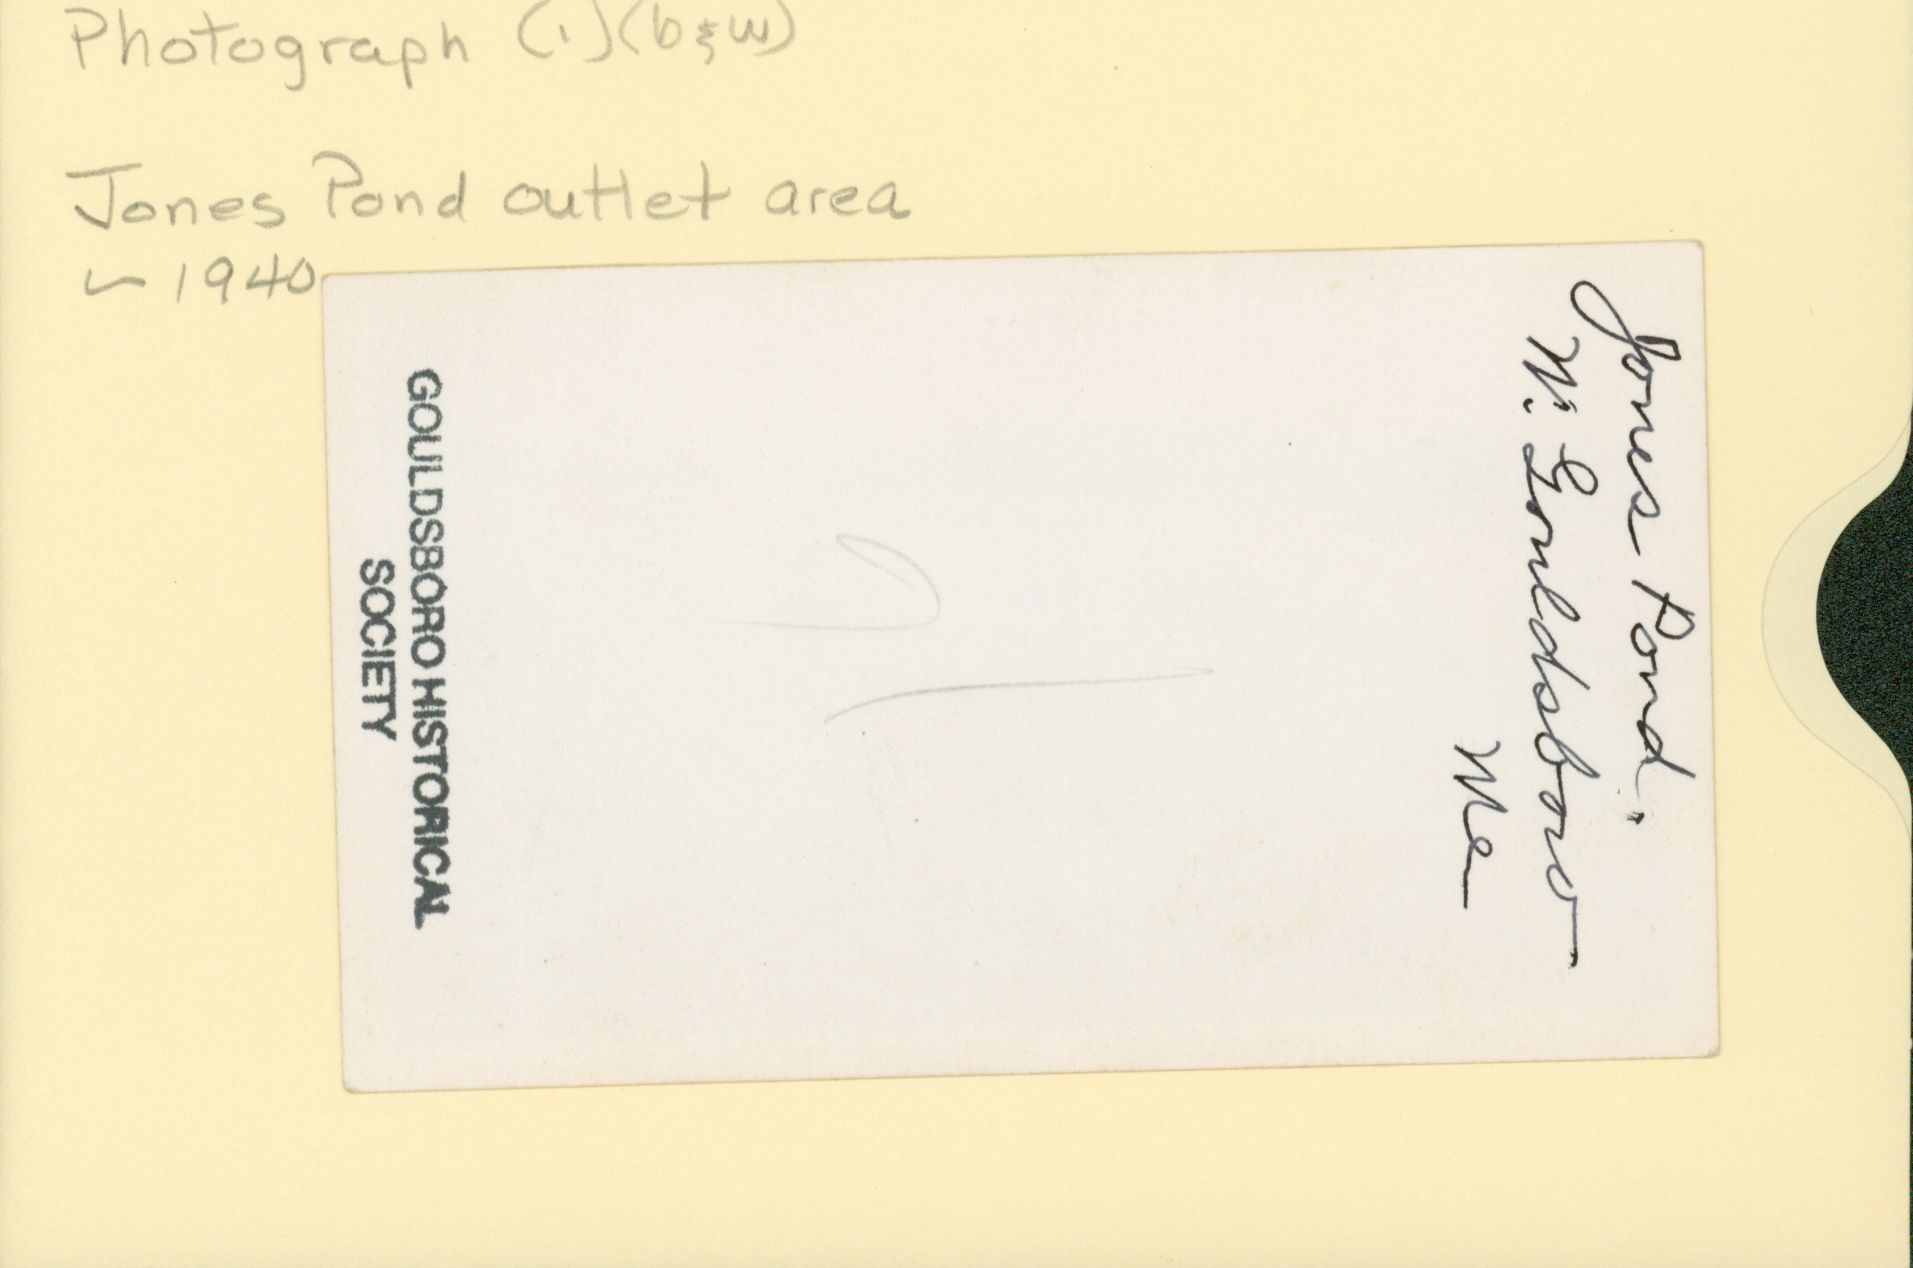 Photograph (1)(b&w)
Jones Pond outlet area
~ 1940
Jones Pond.
W. Gouldsboro
Me
GOULDSBORO HISTORICAL
SOCIETY